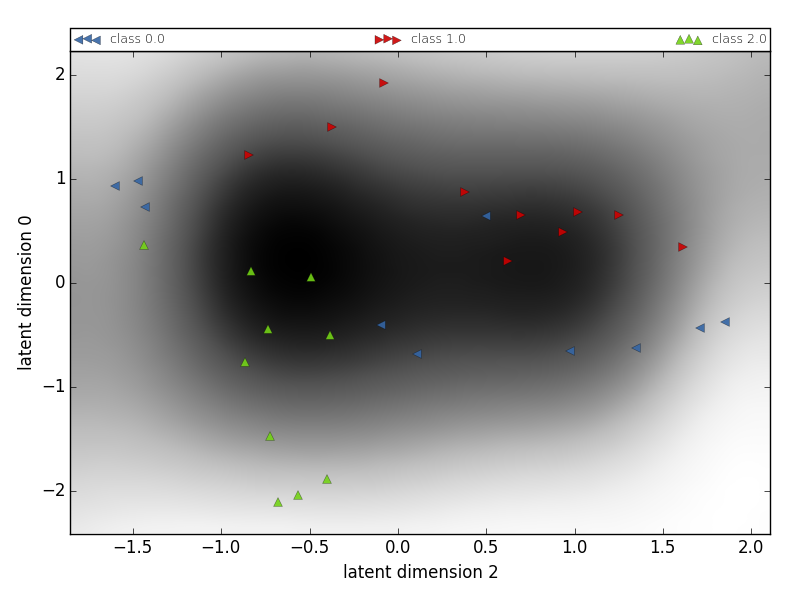 class 0.0 class 1.0 class 2.0
2
1
0
−1
−2
latent dimension 0
−1.5 −1.0 −0.5 0.0 0.5 1.0 1.5 2.0
latent dimension 2